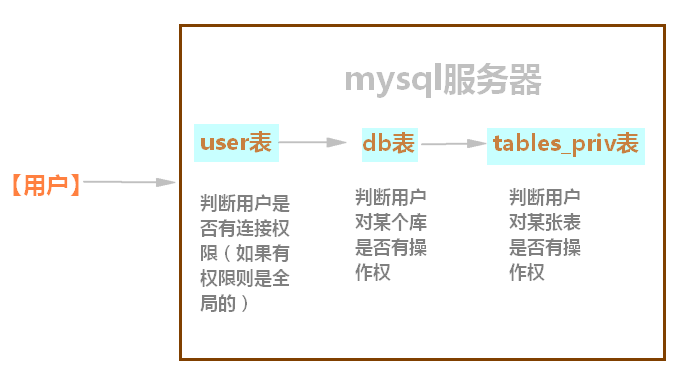 mysql服务器
user表
db表
tables_priv表
【用户】
判断用户是
否有连接权
限（如果有
权限则是全
局的）
判断用户
对某个库
是否有操
作权
判断用户
对某张表
是否有操
作权